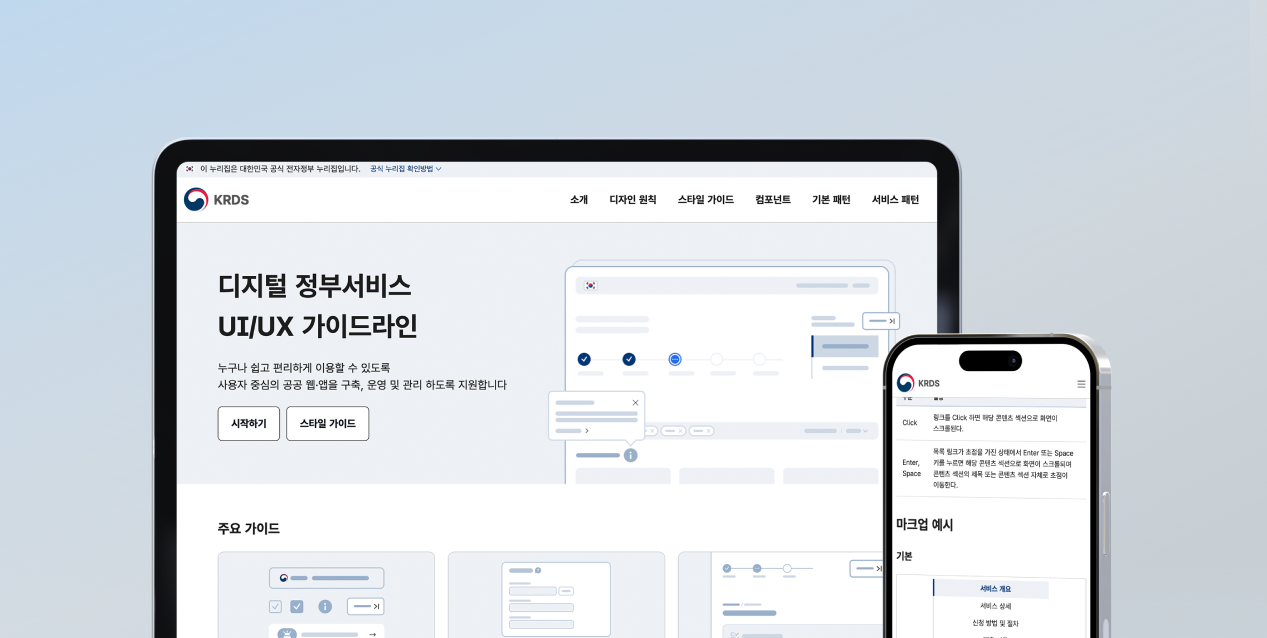 이 누리집은 대한민국 공식 전자정부 누리집입니다. 공식 누리집 확인방법
KRDS
소개 디자인 원칙 스타일 가이드 컴포넌트 기본 패턴 서비스 패턴
디지털 정부서비스
UI/UX 가이드라인
누구나 쉽고 편리하게 이용할 수 있도록
사용자 중심의 공공 웹·앱을 구축, 운영 및 관리 하도록 지원합니다
시작하기 스타일 가이드
주요 가이드
KRDS
Click
링크를 Click 하면 해당 콘텐츠 섹션으로 화면이
스크롤된다.
Enter,
Space
목록 링크가 초점을 가진 상태에서 Enter 또는 Space
키를 누르면 해당 콘텐츠 섹션으로 화면이 스크롤되며
콘텐츠 섹션의 제목 또는 콘텐츠 섹션 자체로 초점이
이동한다.
마크업 예시
기본
서비스 개요
서비스 상세
신청 방법 및 절차